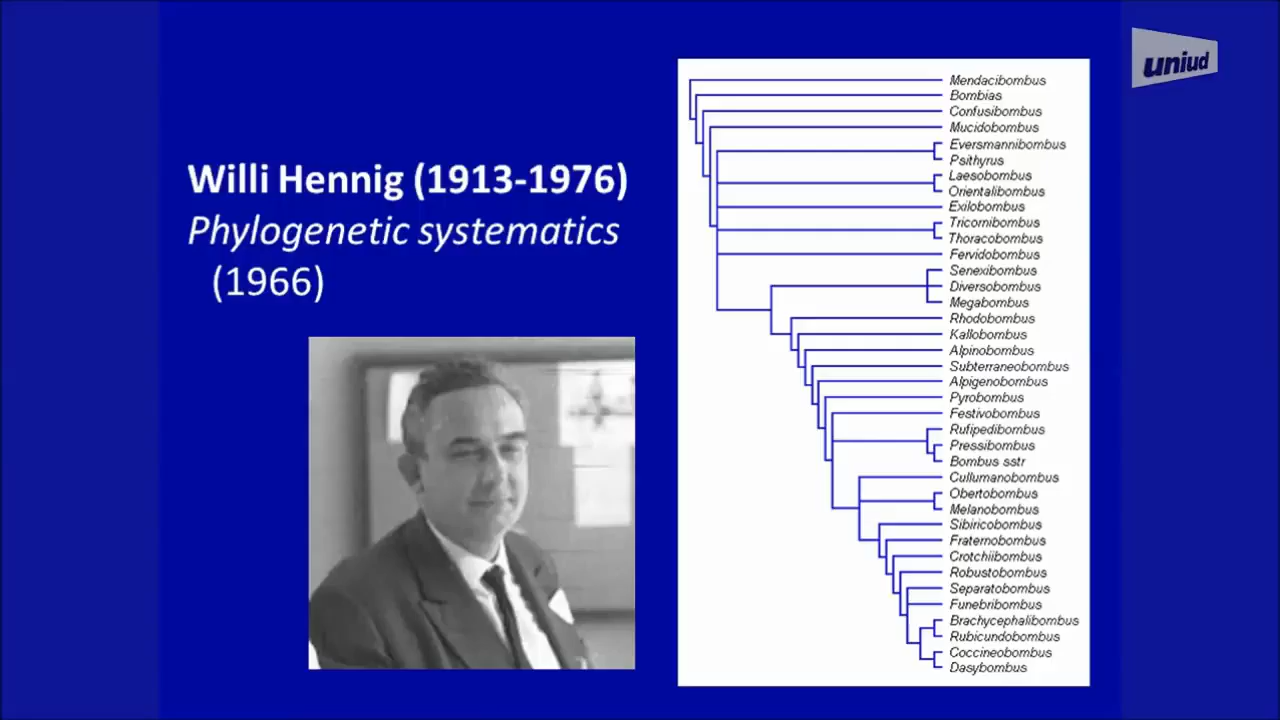 Willi Hennig (1913-1976)
Phylogenetic systematics
(1966)
Mendacibombus
Bombias
Confusibombus
Mucidobombus
Eversmannibombus
Psithyrus
Laesobombus
Orientalibombus
Exilobombus
Tricornibombus
Thoracobombus
Fervidobombus
Senexibombus
Diversobombus
Megabombus
Rhodobombus
Kallobombus
Alpinobombus
Subterraneobombus
Alpigenobombus
Pyrobombus
Festivobombus
Rufipedibombus
Pressibombus
Bombus sstr
Cullumanobombus
Obertobombus
Melanobombus
Sibiricobombus
Fraternobombus
Crotchiibombus
Robustobombus
Separatobombus
Funebribombus
Brachycephalibombus
Rubicundobombus
Coccineobombus
Dasybombus
uniud